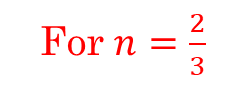 For n = 2/3